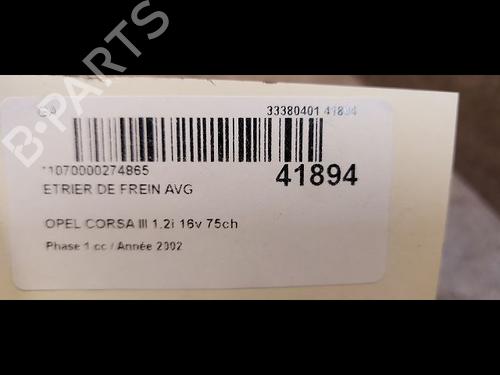 33380401 41894
*1070000274865
41894
ETRIER DE FREIN AVG
OPEL CORSA III 1.2i 16v 75ch
Phase 1 cc / Année 2002
B-PARTS